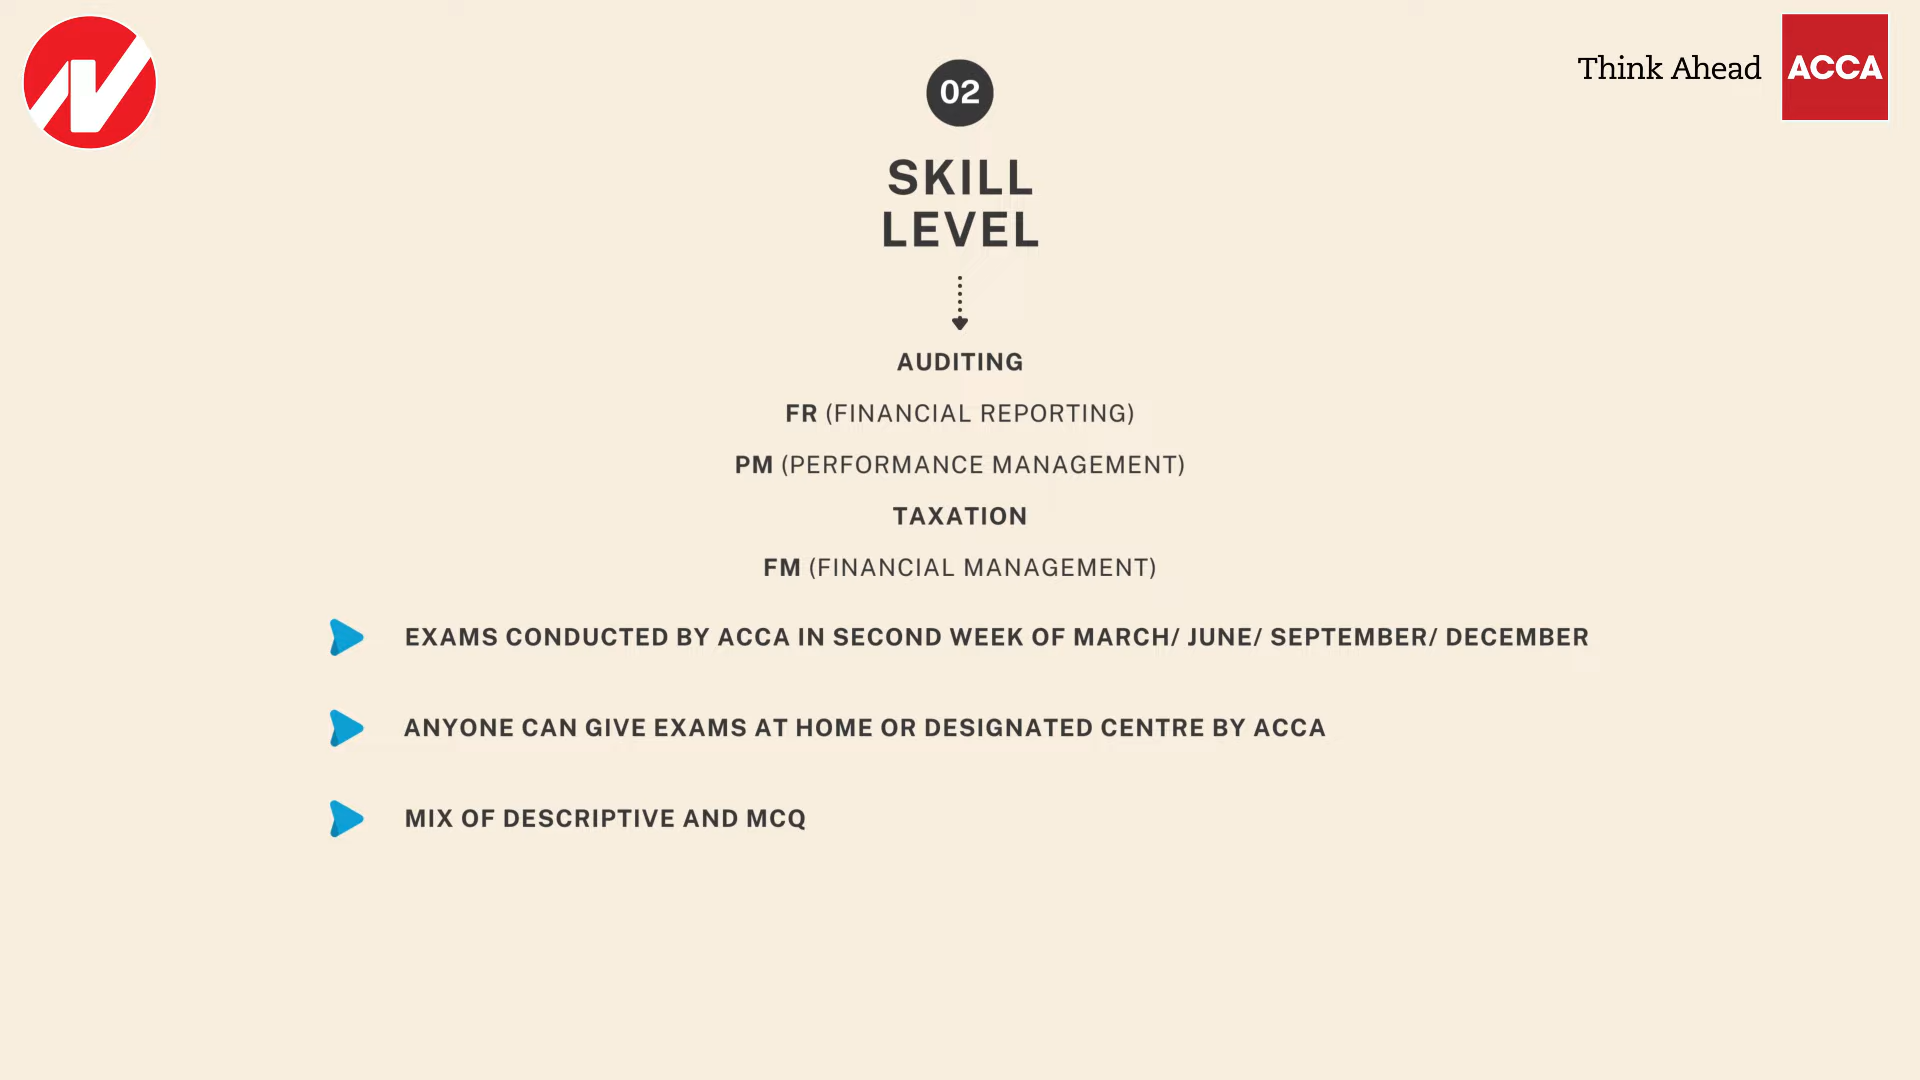 Think Ahead ACCA
02
SKILL
LEVEL
AUDITING
FR (FINANCIAL REPORTING)
PM (PERFORMANCE MANAGEMENT)
TAXATION
FM (FINANCIAL MANAGEMENT)
EXAMS CONDUCTED BY ACCA IN SECOND WEEK OF MARCH/ JUNE/ SEPTEMBER/ DECEMBER
ANYONE CAN GIVE EXAMS AT HOME OR DESIGNATED CENTRE BY ACCA
MIX OF DESCRIPTIVE AND MCQ